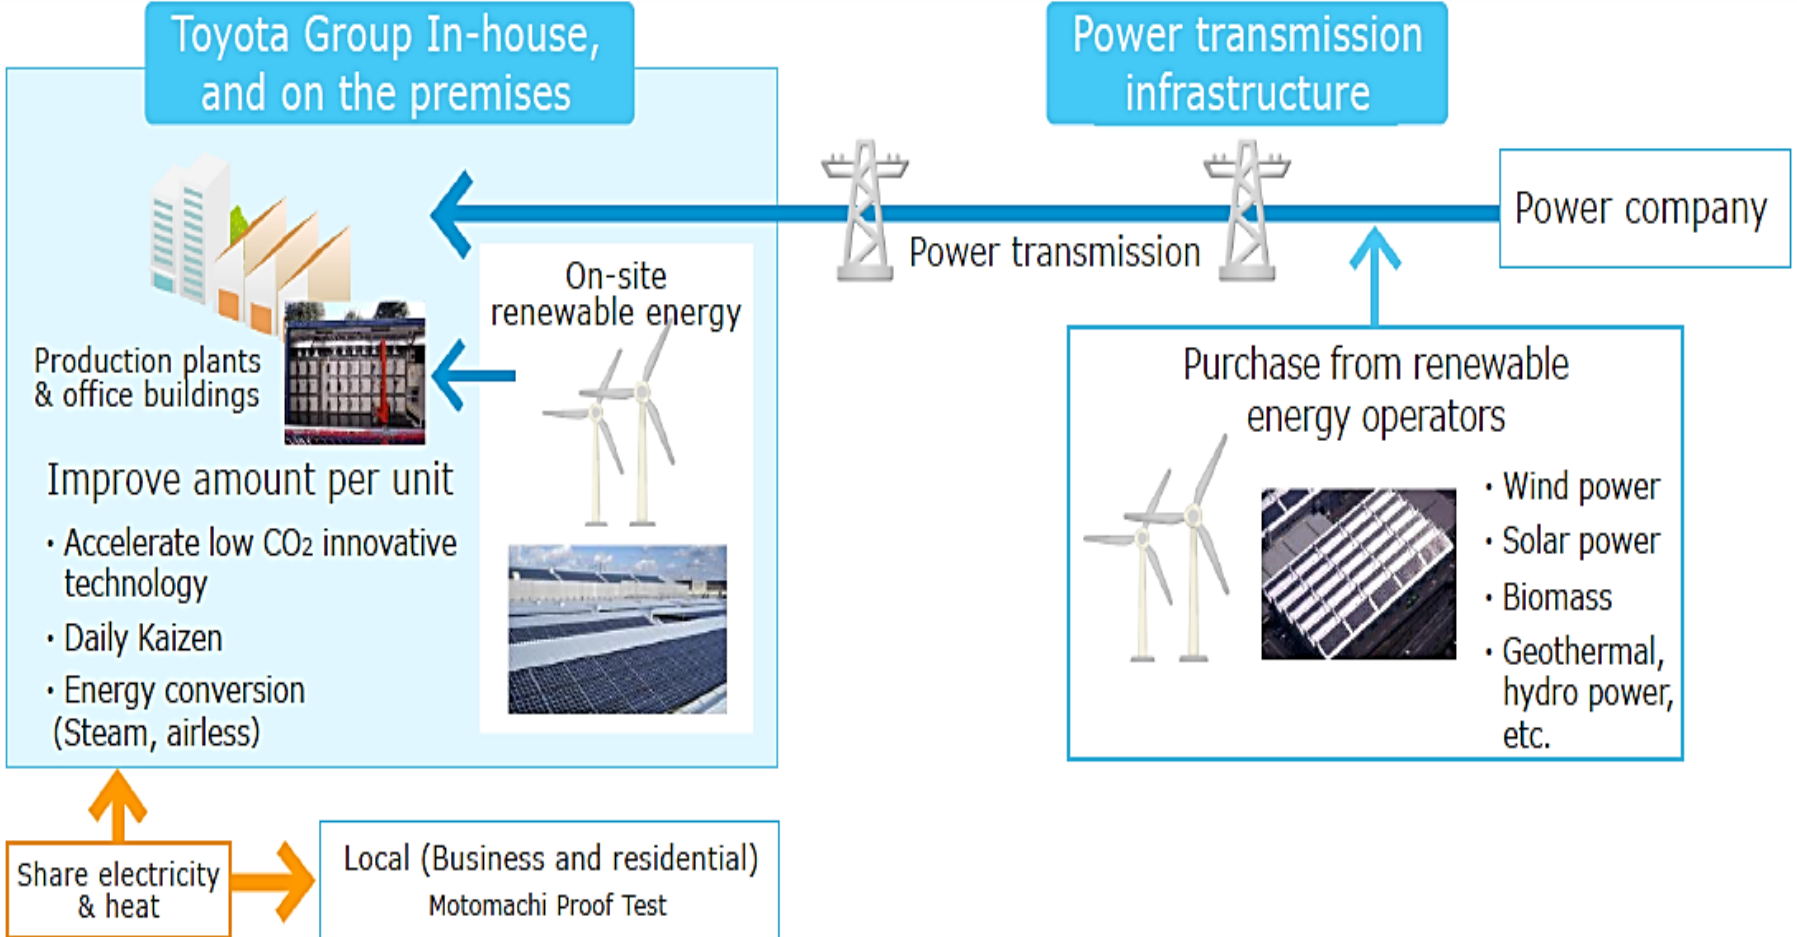 Toyota Group In-house,
and on the premises
Power transmission
infrastructure
Power company
Power transmission
On-site
renewable energy
Production plants
& office buildings
Improve amount per unit
・Accelerate low CO₂ innovative
technology
・Daily Kaizen
・Energy conversion
(Steam, airless)
Purchase from renewable
energy operators
・Wind power
・Solar power
・Biomass
・Geothermal,
hydro power,
etc.
Share electricity
& heat
Local (Business and residential)
Motomachi Proof Test